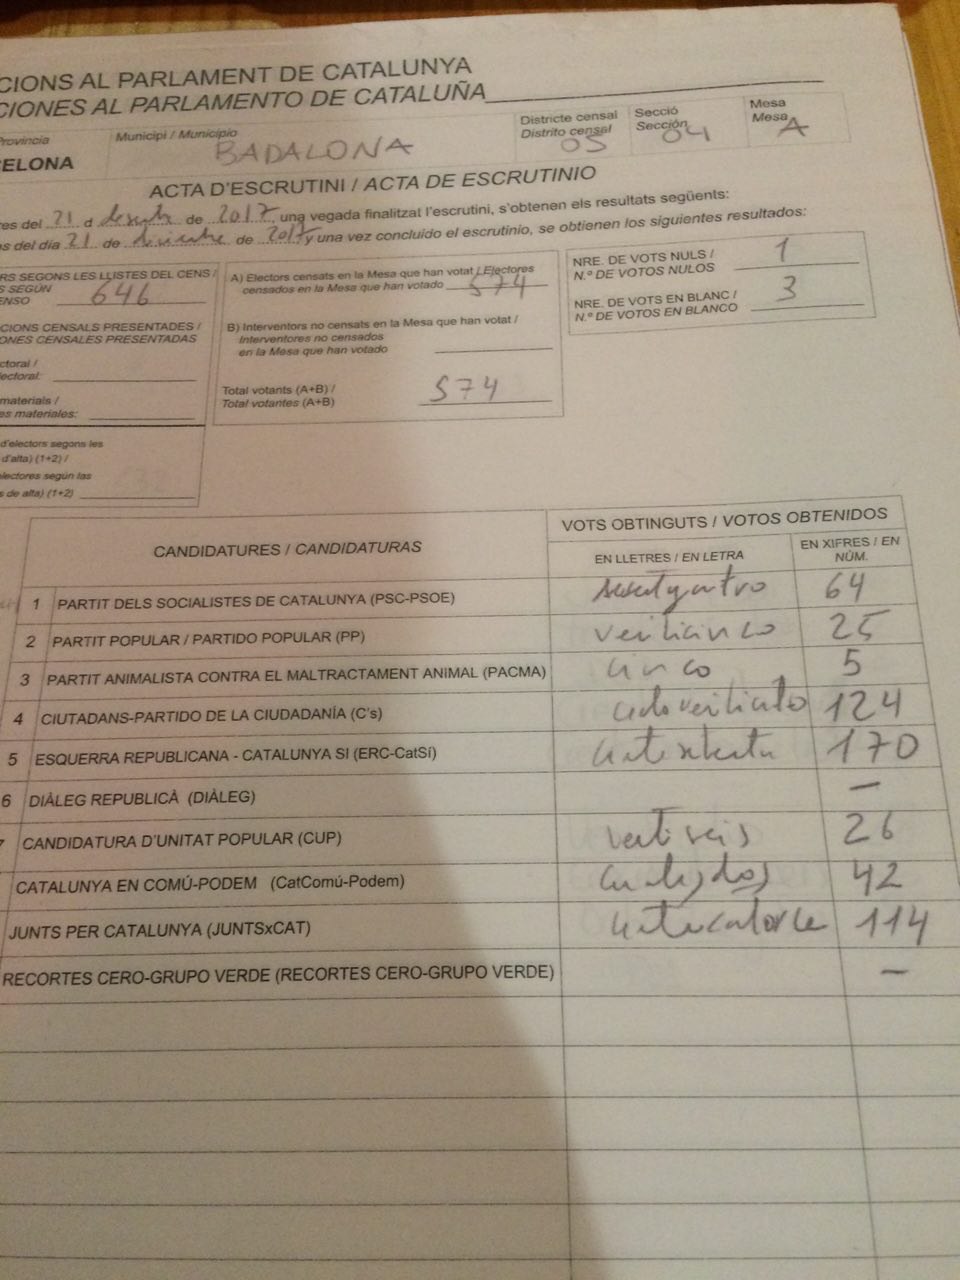 CIONS AL PARLAMENT DE CATALUNYA
CIONES AL PARLAMENTO DE CATALUÑA
Provincia
ELONA
Municipi / Municipio
BADALONA
Districte censal
Distrito censal
05
Secció
Sección
04
Mesa
Mesa
A
ACTA D'ESCRUTINI / ACTA DE ESCRUTINIO
res del 21 d de 2017, una vegada finalitzat l'escrutini, s'obtenen els resultats següents:
s del día 21 de diciembre de 2017 y una vez concluido el escrutinio, se obtienen los siguientes resultados:
RS SEGONS LES LLISTES DEL CENS /
S SEGÚN
ENSO 646
CIONS CENSALS PRESENTADES /
ONES CENSALES PRESENTADAS
ctoral /
lectoral:
materials /
es materiales:
d'electors segons les
d'alta) (1+2) /
lectores según las
s de alta) (1+2)
A) Electors censats en la Mesa que han votat / Electores
censados en la Mesa que han votado 574
B) Interventors no censats en la Mesa que han votat /
Interventores no censados
en la Mesa que han votado
Total votants (A+B) /
Total votantes (A+B) 574
NRE. DE VOTS NULS /
N.º DE VOTOS NULOS 1
NRE. DE VOTS EN BLANC /
N.º DE VOTOS EN BLANCO 3
CANDIDATURES / CANDIDATURAS
VOTS OBTINGUTS / VOTOS OBTENIDOS
EN LLETRES / EN LETRA
EN XIFRES / EN
NÚM.
1 PARTIT DELS SOCIALISTES DE CATALUNYA (PSC-PSOE) 64
2 PARTIT POPULAR / PARTIDO POPULAR (PP) veinticinco 25
3 PARTIT ANIMALISTA CONTRA EL MALTRACTAMENT ANIMAL (PACMA) cinco 5
4 CIUTADANS-PARTIDO DE LA CIUDADANÍA (C's) 124
5 ESQUERRA REPUBLICANA - CATALUNYA SI (ERC-CatSí) 170
6 DIÀLEG REPUBLICÀ (DIÀLEG) —
7 CANDIDATURA D'UNITAT POPULAR (CUP) 26
CATALUNYA EN COMÚ-PODEM (CatComú-Podem) 42
JUNTS PER CATALUNYA (JUNTSxCAT) 114
RECORTES CERO-GRUPO VERDE (RECORTES CERO-GRUPO VERDE) —